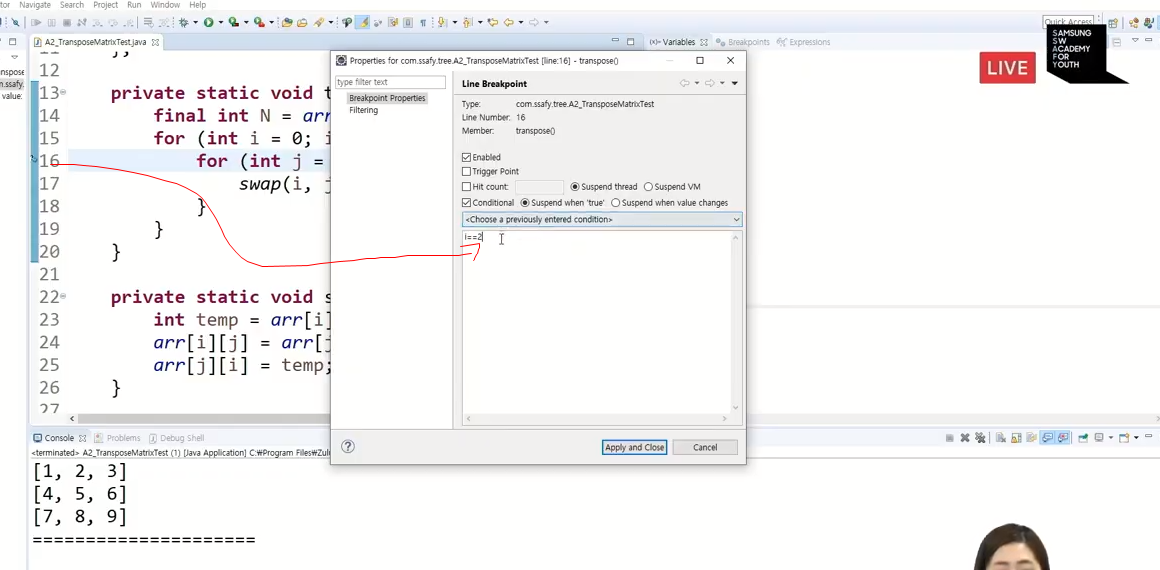 Navigate Search Project Run Window Help
Quick Access
A2_TransposeMatrixTest.java
Variables Breakpoints Expressions
SAMSUNG
SW
ACADEMY
FOR
YOUTH
LIVE
Properties for com.ssafy.tree.A2_TransposeMatrixTest [line:16] - transpose()
type filter text
Breakpoint Properties
Filtering
Line Breakpoint
Type: com.ssafy.tree.A2_TransposeMatrixTest
Line Number: 16
Member: transpose()
Enabled
Trigger Point
Hit count: Suspend thread Suspend VM
Conditional Suspend when 'true' Suspend when value changes
<Choose a previously entered condition>
i==2
Apply and Close Cancel
12
13 private static void t
14 final int N = arr
15 for (int i = 0; i
16 for (int j =
17 swap(i, j
18 }
19 }
20 }
21
22 private static void s
23 int temp = arr[i]
24 arr[i][j] = arr[j
25 arr[j][i] = temp;
26 }
27
Console Problems Debug Shell
<terminated> A2_TransposeMatrixTest (1) [Java Application] C:₩Program Files₩Zul
[1, 2, 3]
[4, 5, 6]
[7, 8, 9]
=====================